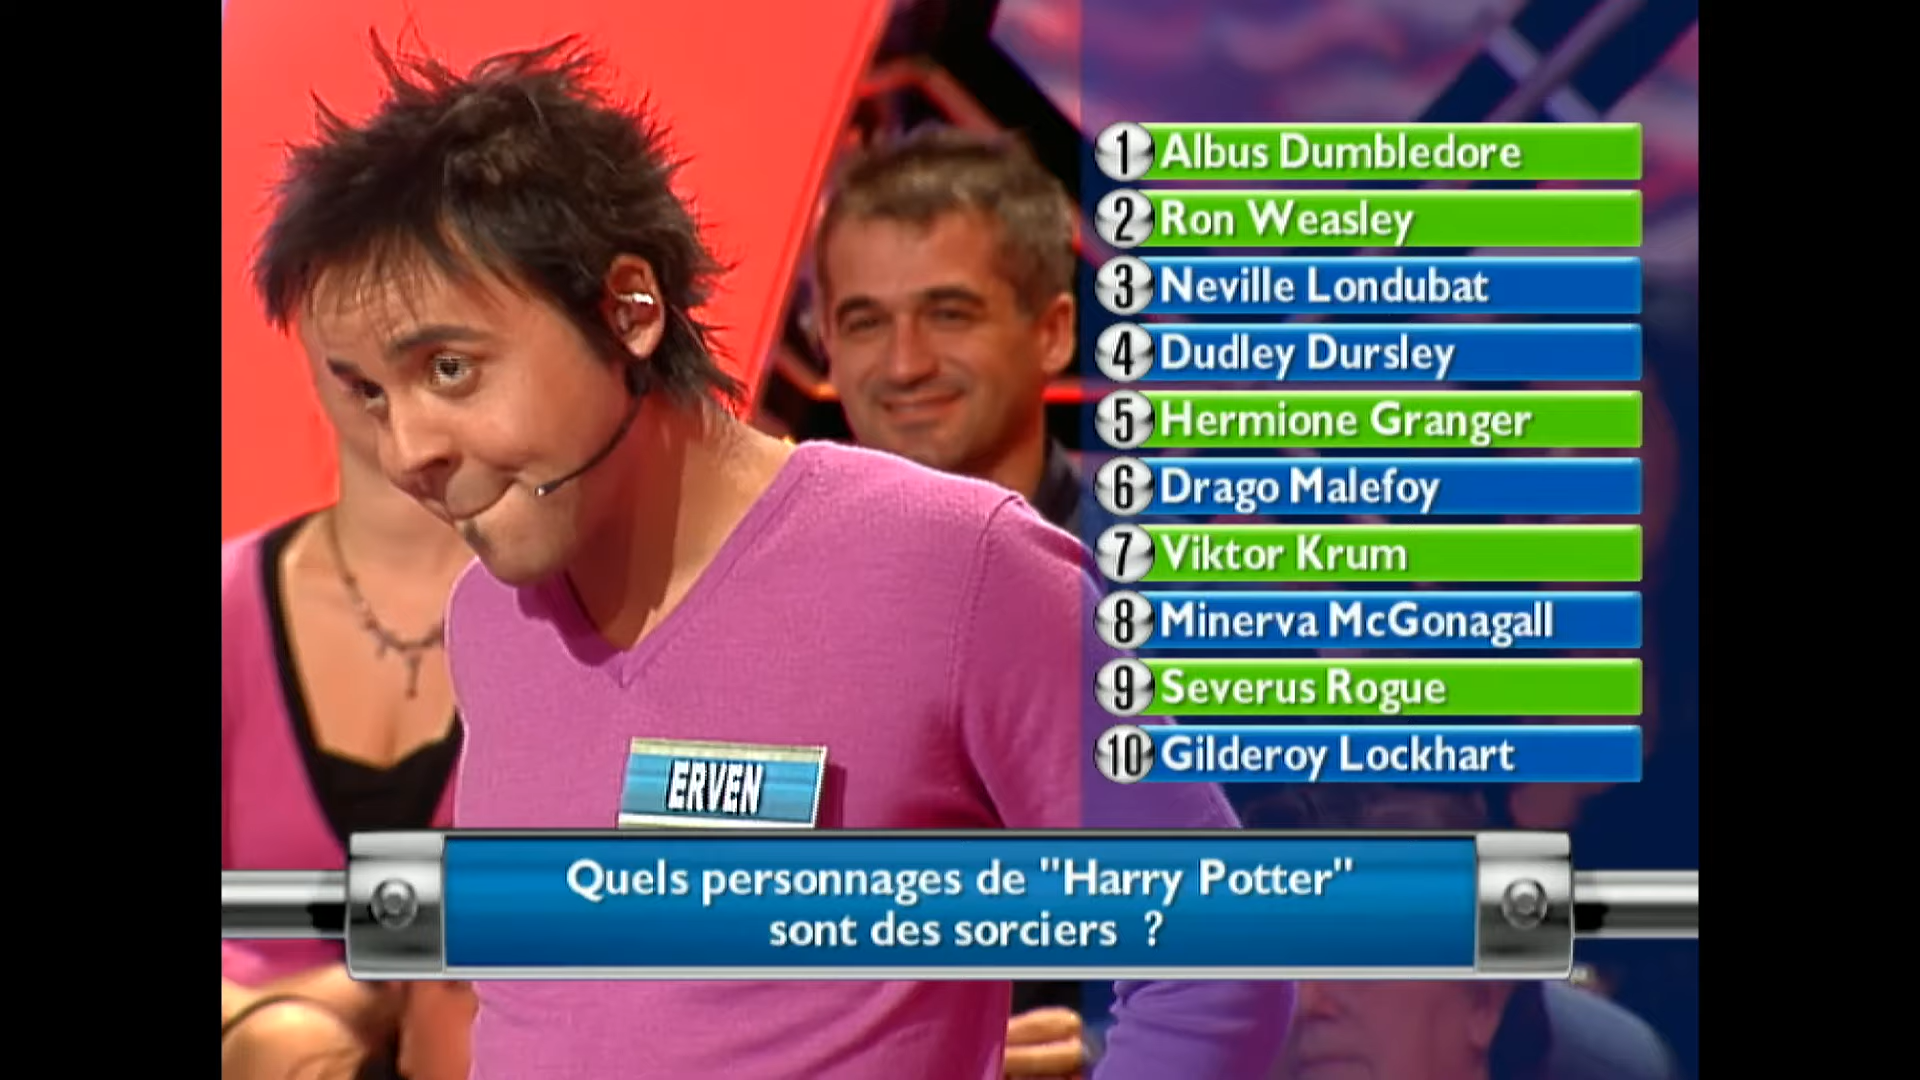 1 Albus Dumbledore
2 Ron Weasley
3 Neville Londubat
4 Dudley Dursley
5 Hermione Granger
6 Drago Malefoy
7 Viktor Krum
8 Minerva McGonagall
9 Severus Rogue
10 Gilderoy Lockhart
ERVEN
Quels personnages de "Harry Potter"
sont des sorciers ?